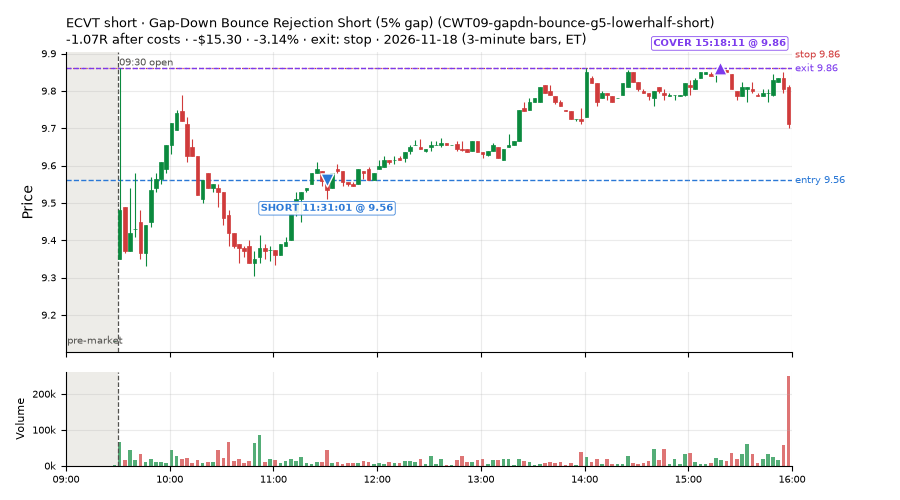 ECVT short · Gap-Down Bounce Rejection Short (5% gap) (CWT09-gapdn-bounce-g5-lowerhalf-short)
-1.07R after costs · -$15.30 · -3.14% · exit: stop · 2026-11-18 (3-minute bars, ET)
COVER 15:18:11 @ 9.86
9.9
stop 9.86
09:30 open
exit 9.86
9.8
9.7
9.6
entry 9.56
9.5
SHORT 11:31:01 @ 9.56
9.4
9.3
9.2
Price
pre-market
200k
100k
0k
Volume
09:00
10:00
11:00
12:00
13:00
14:00
15:00
16:00